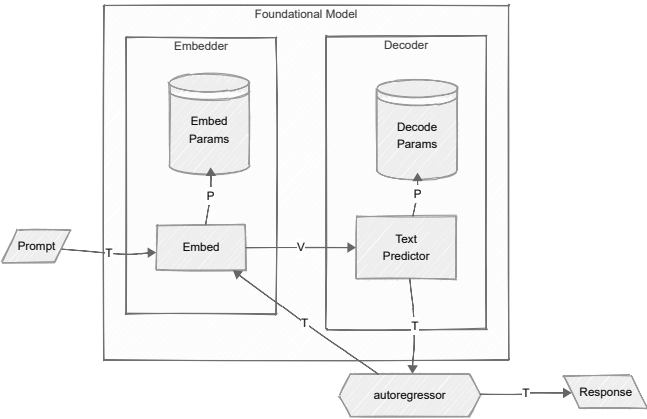 Foundational Model
Embedder
Decoder
Embed
Params
Decode
Params
P
P
Prompt
T
Embed
V
Text
Predictor
T
T
autoregressor
T
Response